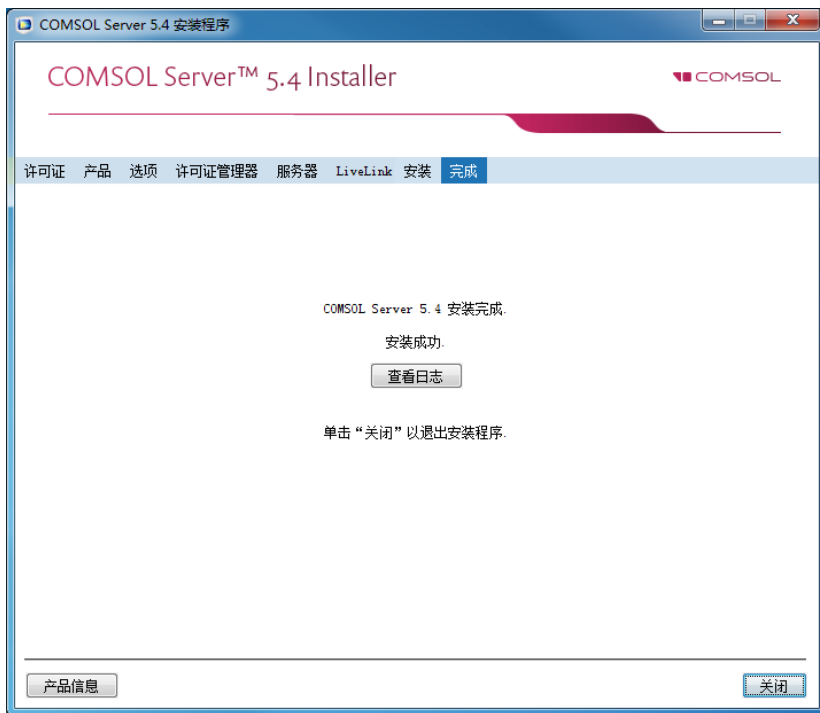 COMSOL Server 5.4 安装程序
COMSOL Server™ 5.4 Installer
COMSOL
许可证 产品 选项 许可证管理器 服务器 LiveLink 安装 完成
COMSOL Server 5.4 安装完成.
安装成功.
查看日志
单击“关闭”以退出安装程序.
产品信息 关闭